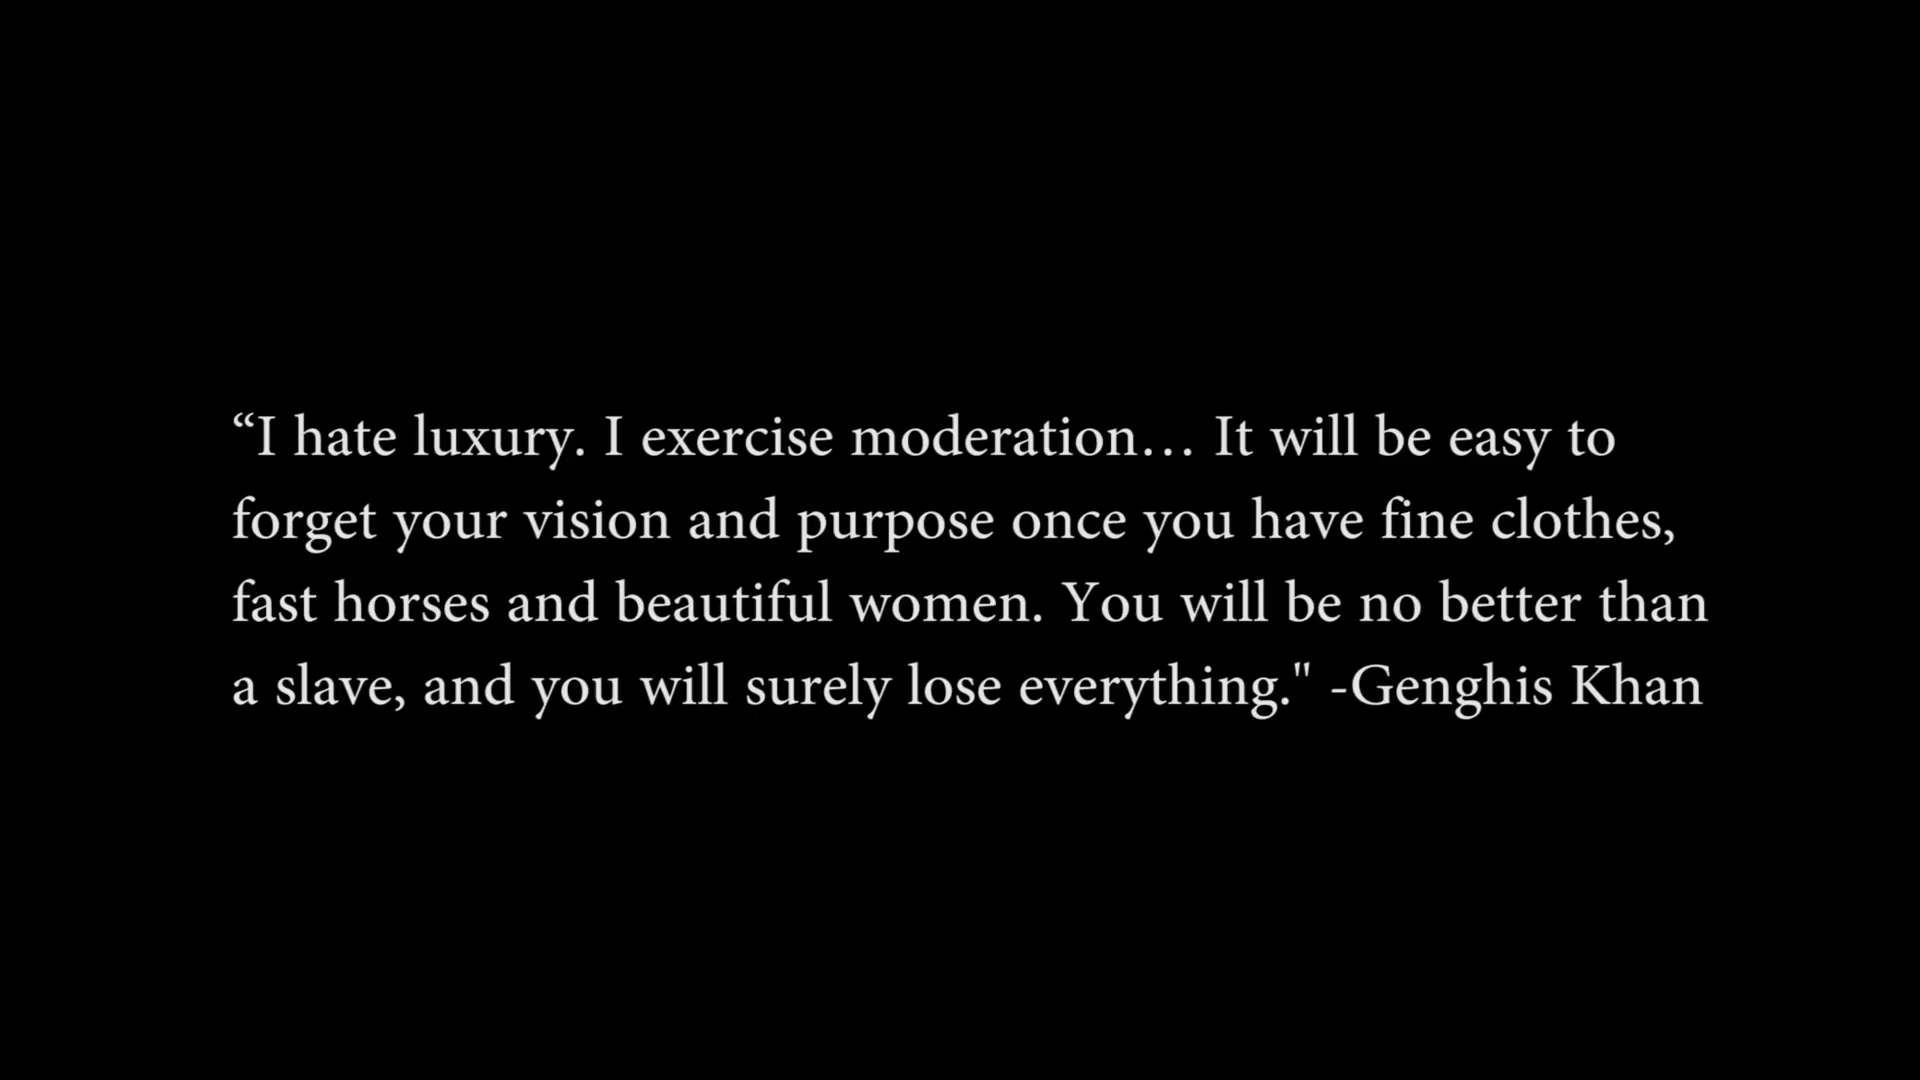 “I hate luxury. I exercise moderation… It will be easy to
forget your vision and purpose once you have fine clothes,
fast horses and beautiful women. You will be no better than
a slave, and you will surely lose everything." -Genghis Khan